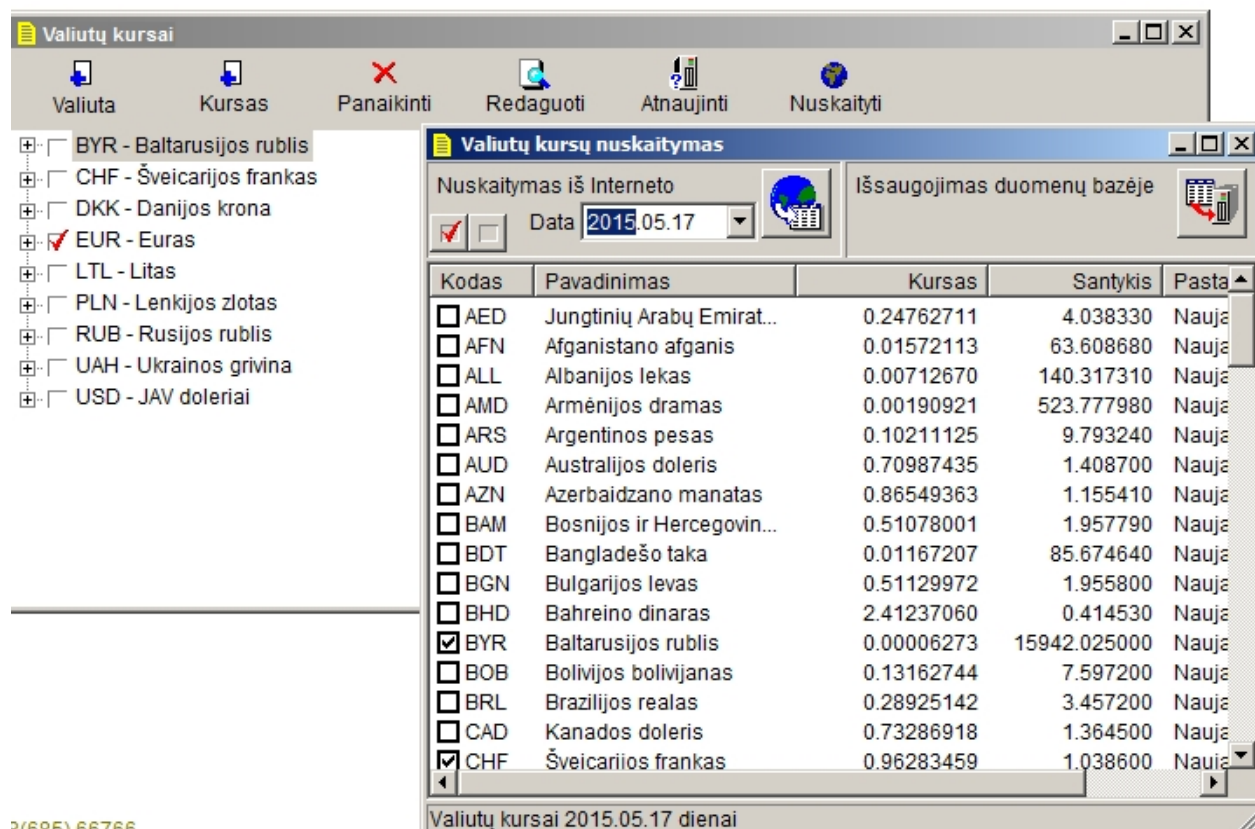 Valiutų kursai
Valiuta Kursas Panaikinti Redaguoti Atnaujinti Nuskaityti
BYR - Baltarusijos rublis
CHF - Šveicarijos frankas
DKK - Danijos krona
EUR - Euras
LTL - Litas
PLN - Lenkijos zlotas
RUB - Rusijos rublis
UAH - Ukrainos grivina
USD - JAV doleriai
Valiutų kursų nuskaitymas
Nuskaitymas iš Interneto
Data 2015.05.17
Išsaugojimas duomenų bazėje
Kodas Pavadinimas Kursas Santykis Pasta
AED Jungtinių Arabų Emirat... 0.24762711 4.038330 Nauja
AFN Afganistano afganis 0.01572113 63.608680 Nauja
ALL Albanijos lekas 0.00712670 140.317310 Nauja
AMD Armėnijos dramas 0.00190921 523.777980 Nauja
ARS Argentinos pesas 0.10211125 9.793240 Nauja
AUD Australijos doleris 0.70987435 1.408700 Nauja
AZN Azerbaidzano manatas 0.86549363 1.155410 Nauja
BAM Bosnijos ir Hercegovin... 0.51078001 1.957790 Nauja
BDT Bangladešo taka 0.01167207 85.674640 Nauja
BGN Bulgarijos levas 0.51129972 1.955800 Nauja
BHD Bahreino dinaras 2.41237060 0.414530 Nauja
BYR Baltarusijos rublis 0.00006273 15942.025000 Nauja
BOB Bolivijos bolivijanas 0.13162744 7.597200 Nauja
BRL Brazilijos realas 0.28925142 3.457200 Nauja
CAD Kanados doleris 0.73286918 1.364500 Nauja
CHF Šveicarijos frankas 0.96283459 1.038600 Nauja
Valiutų kursai 2015.05.17 dienai